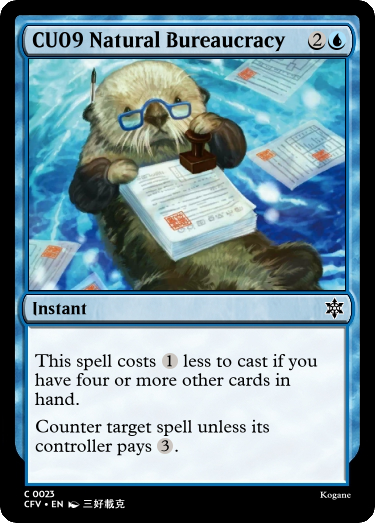 CU09 Natural Bureaucracy 2
Instant
This spell costs 1 less to cast if you
have four or more other cards in
hand.
Counter target spell unless its
controller pays 3.
C 0023
CFV • EN 三好載克
Kogane